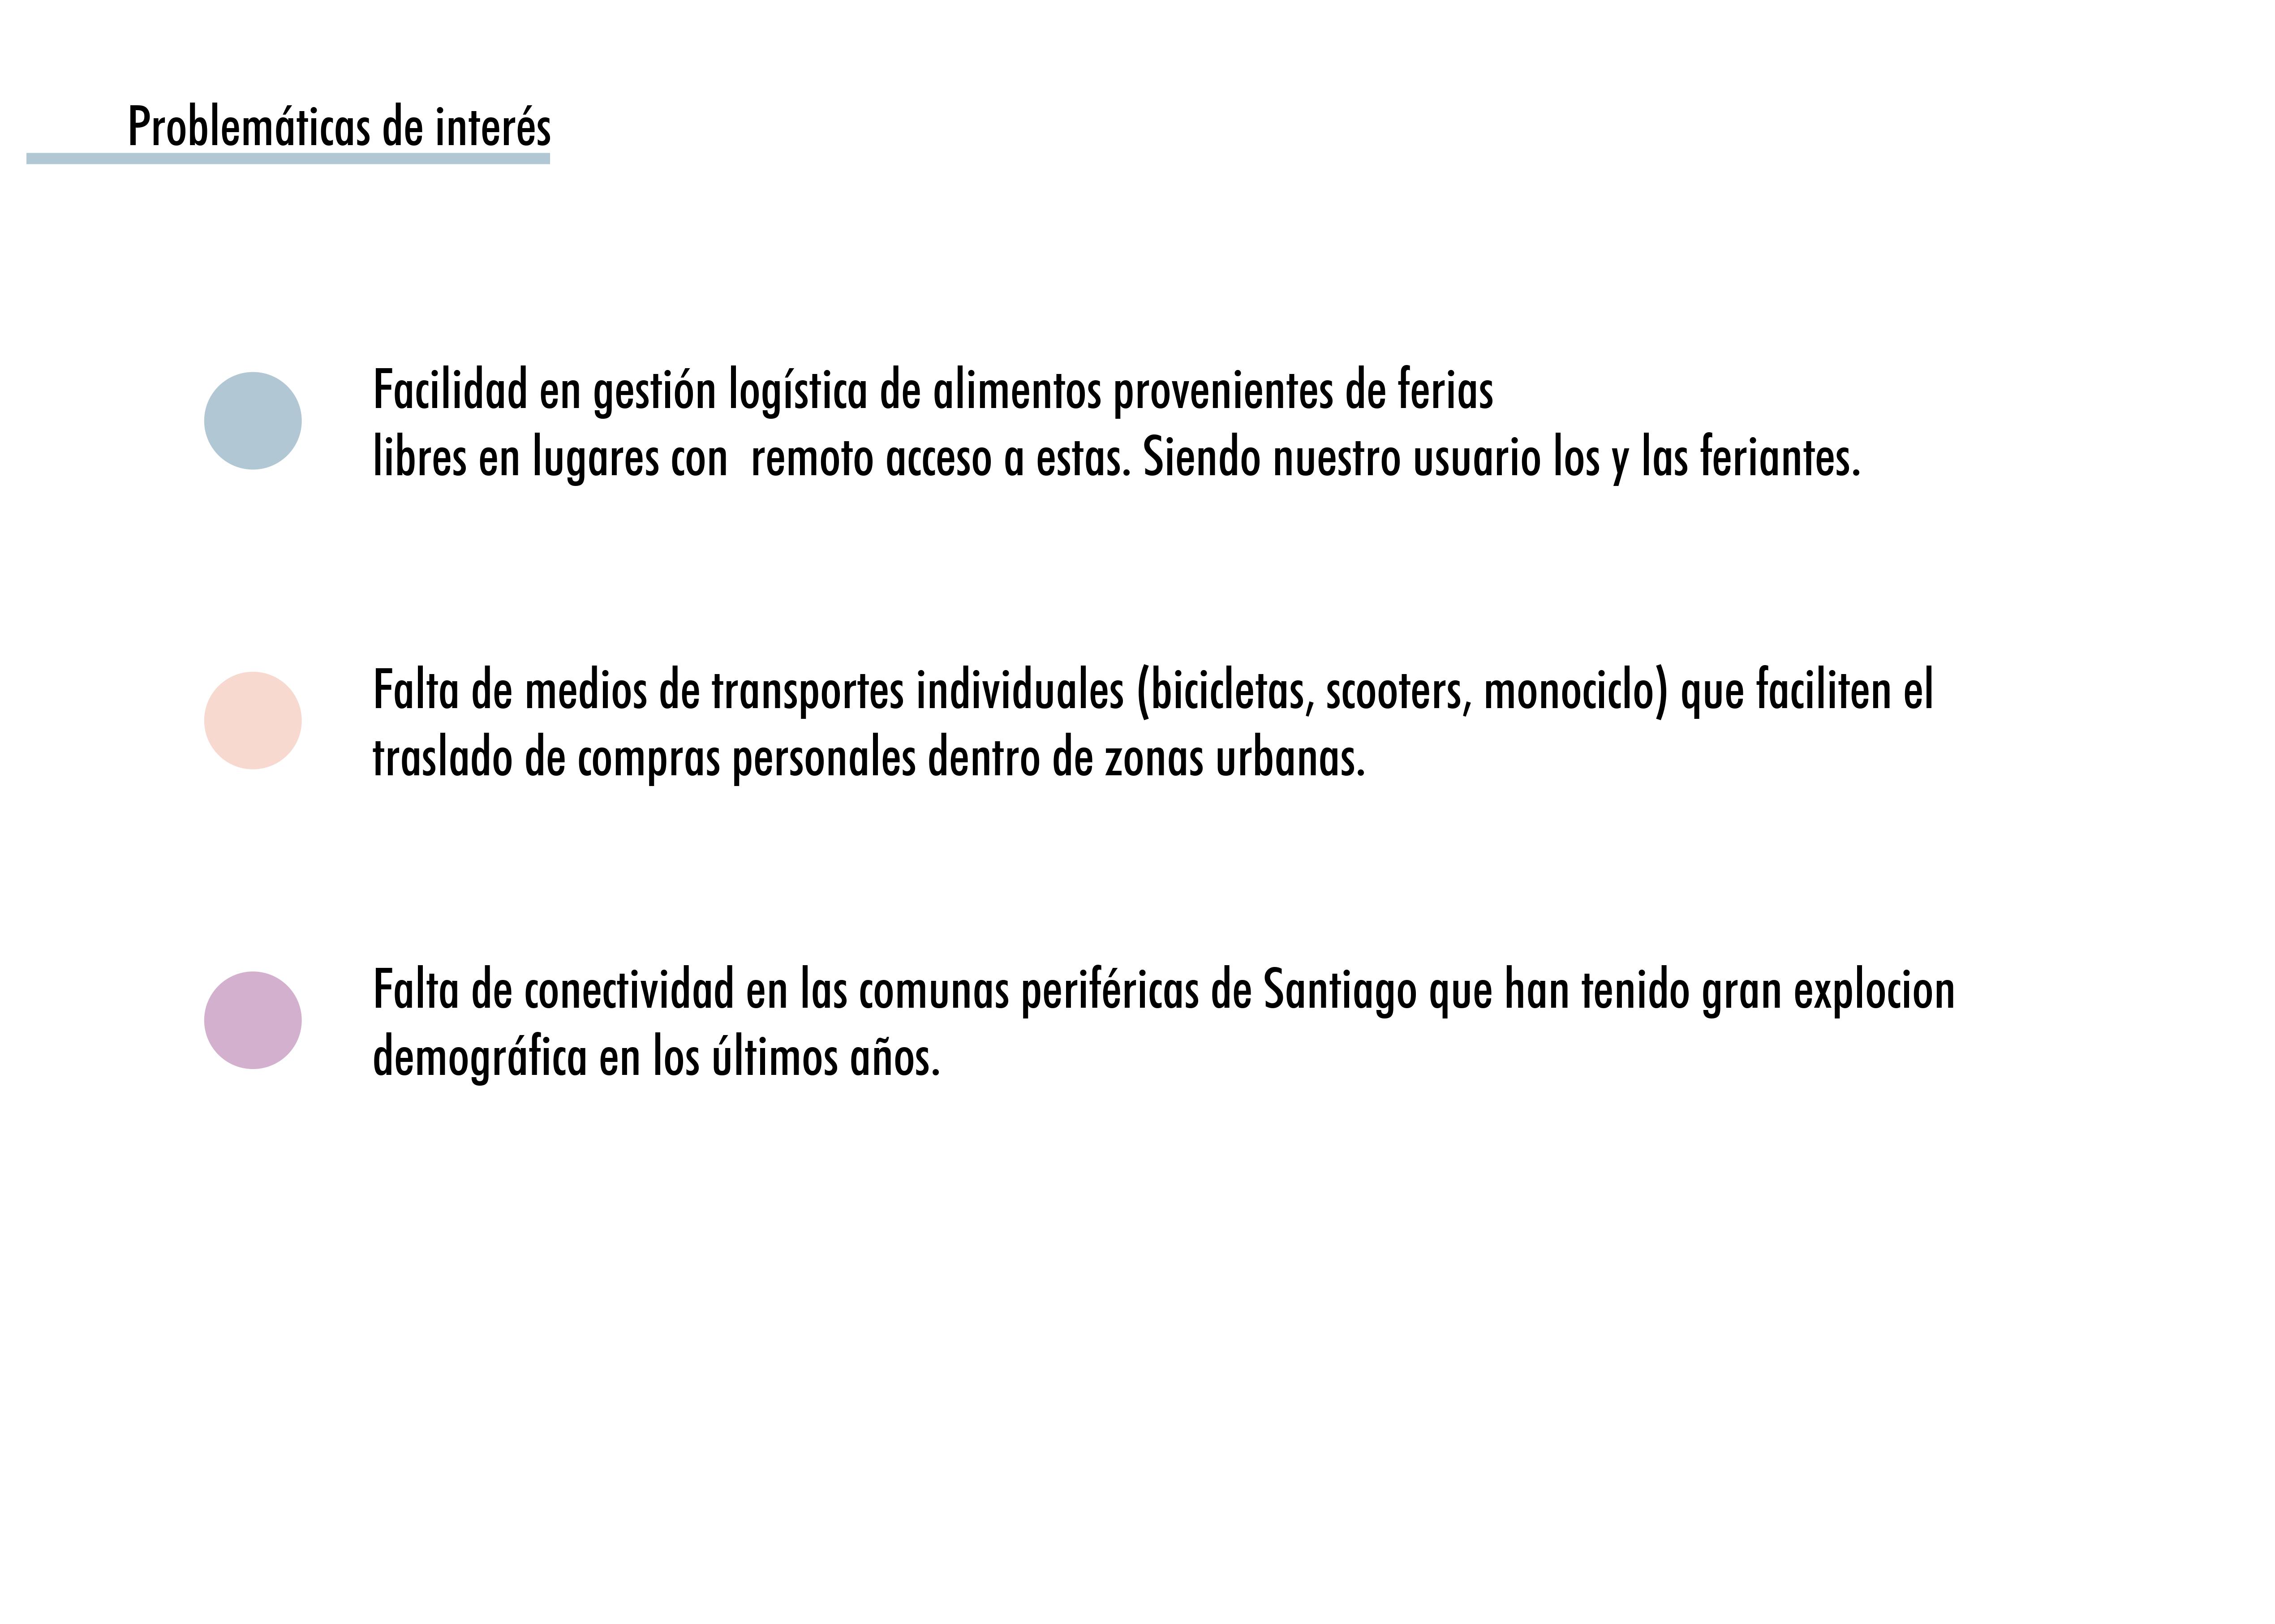 Problemáticas de interés
Facilidad en gestión logística de alimentos provenientes de ferias
libres en lugares con  remoto acceso a estas. Siendo nuestro usuario los y las feriantes.
Falta de medios de transportes individuales (bicicletas, scooters, monociclo) que faciliten el
traslado de compras personales dentro de zonas urbanas.
Falta de conectividad en las comunas periféricas de Santiago que han tenido gran explocion
demográfica en los últimos años.